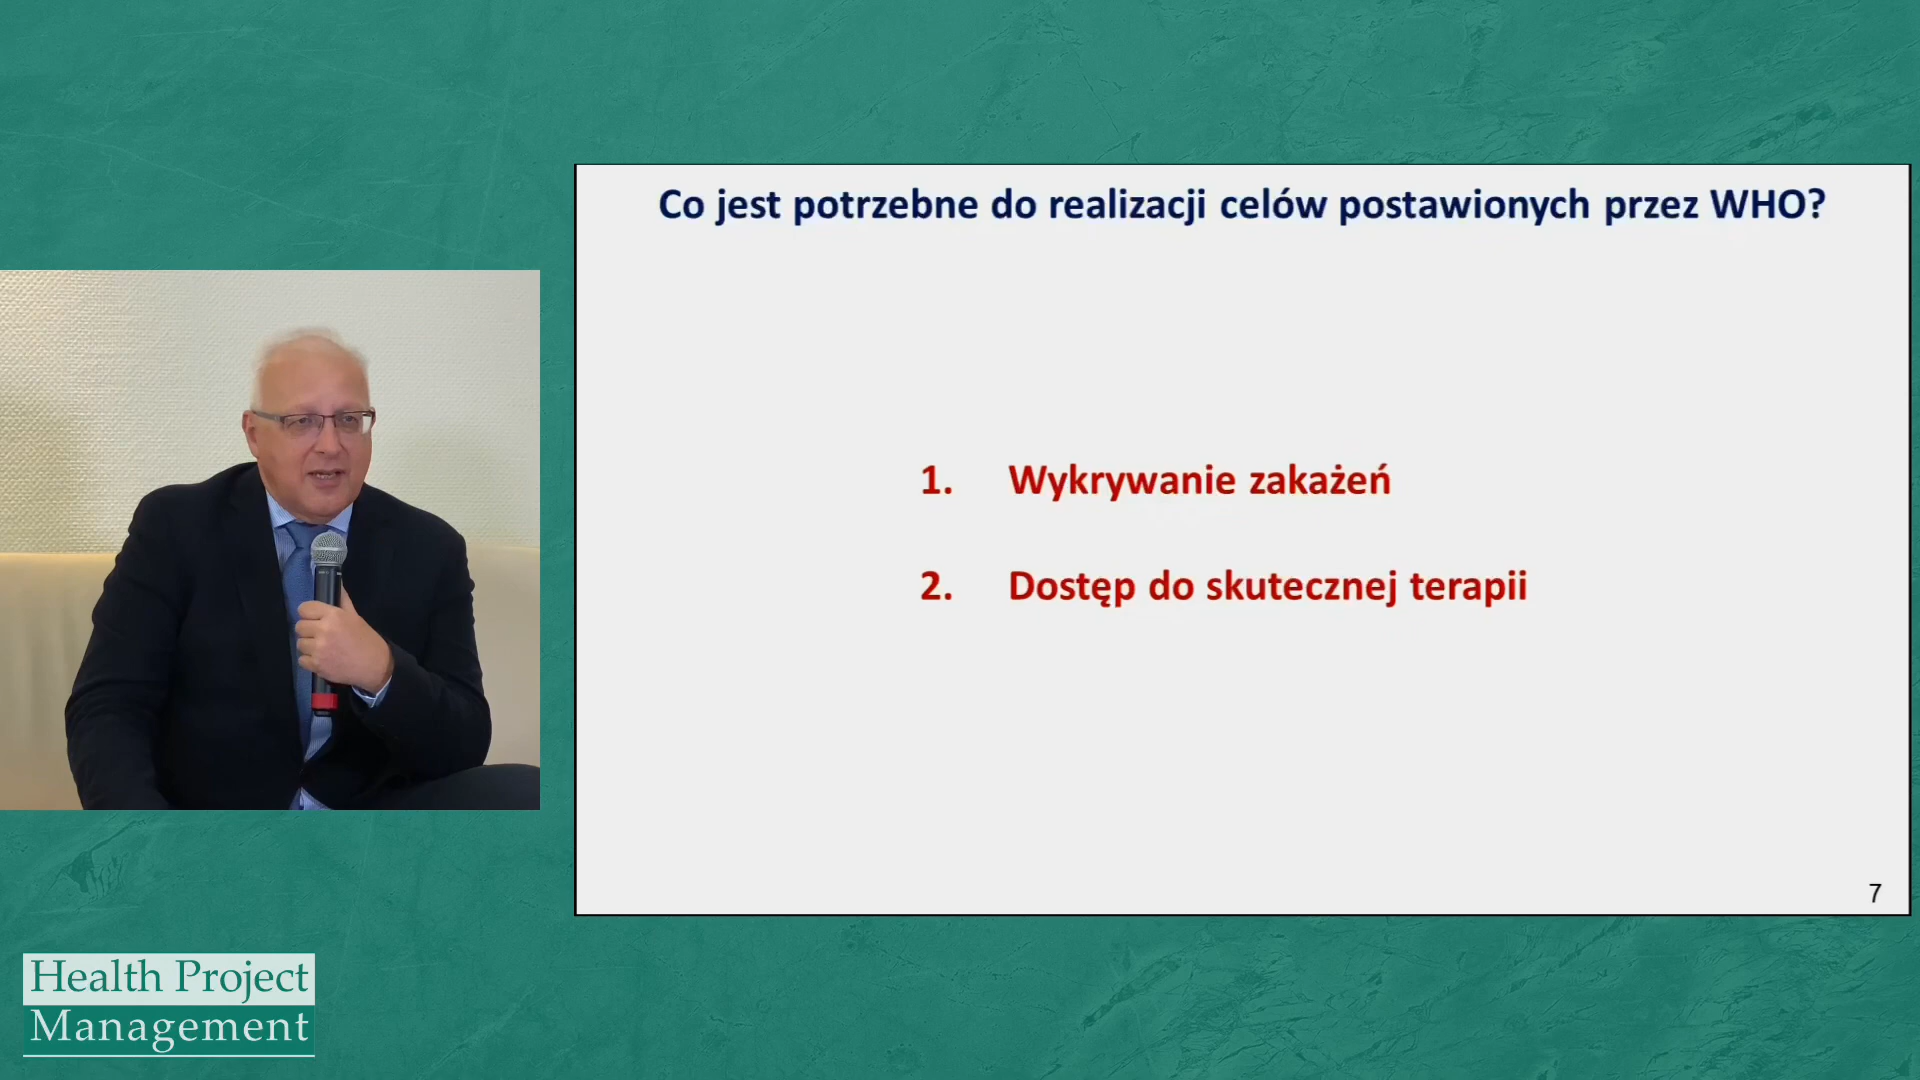 Co jest potrzebne do realizacji celów postawionych przez WHO?
1. Wykrywanie zakażeń
2. Dostęp do skutecznej terapii
7
Health Project
Management